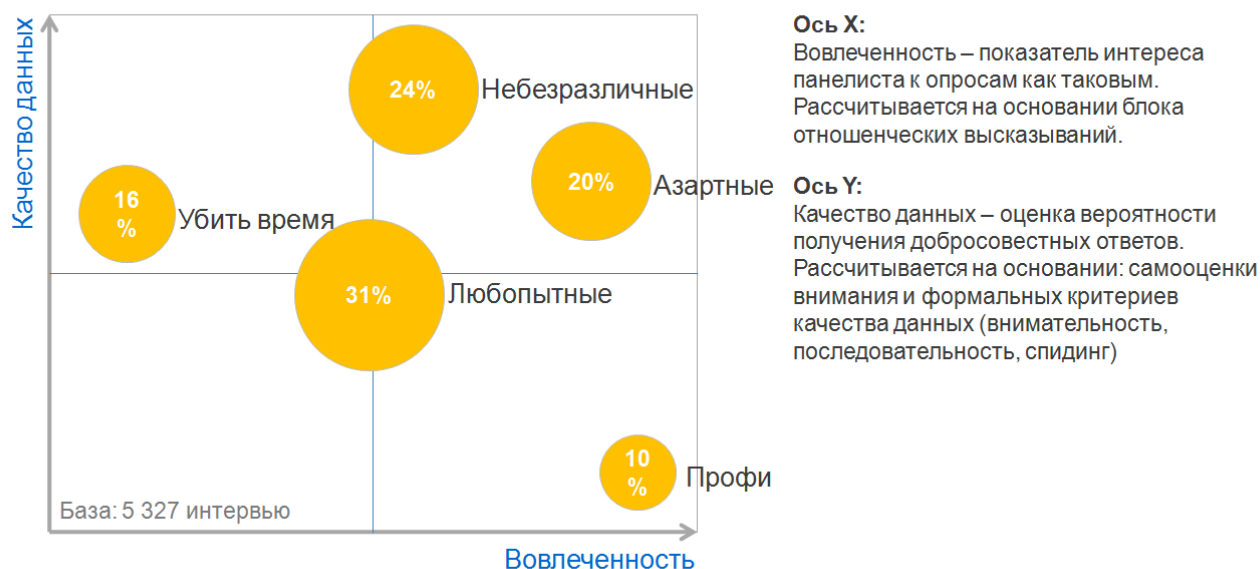 Качество данных
24%
Небезразличные
20%
Азартные
16
%
Убить время
31%
Любопытные
10
%
Профи
База: 5 327 интервью
Вовлеченность
Ось X:
Вовлеченность – показатель интереса
панелиста к опросам как таковым.
Рассчитывается на основании блока
отношенческих высказываний.
Ось Y:
Качество данных – оценка вероятности
получения добросовестных ответов.
Рассчитывается на основании: самооценки
внимания и формальных критериев
качества данных (внимательность,
последовательность, спидинг)